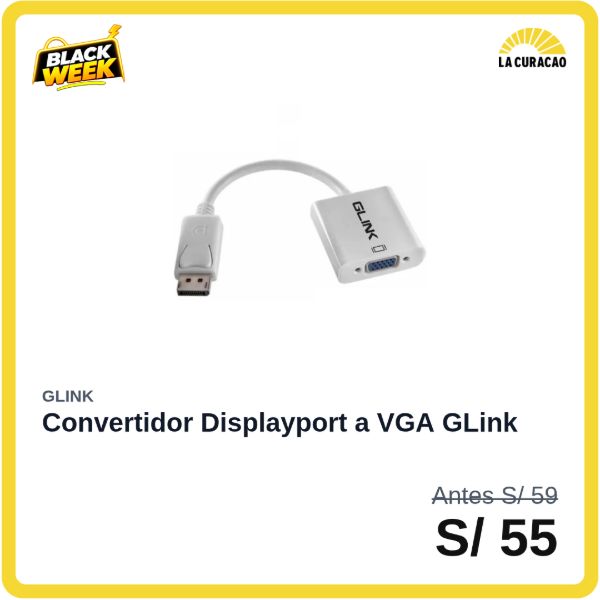 BLACK
WEEK
LA CURACAO
GLINK
GLINK
Convertidor Displayport a VGA GLink
Antes S/ 59
S/ 55